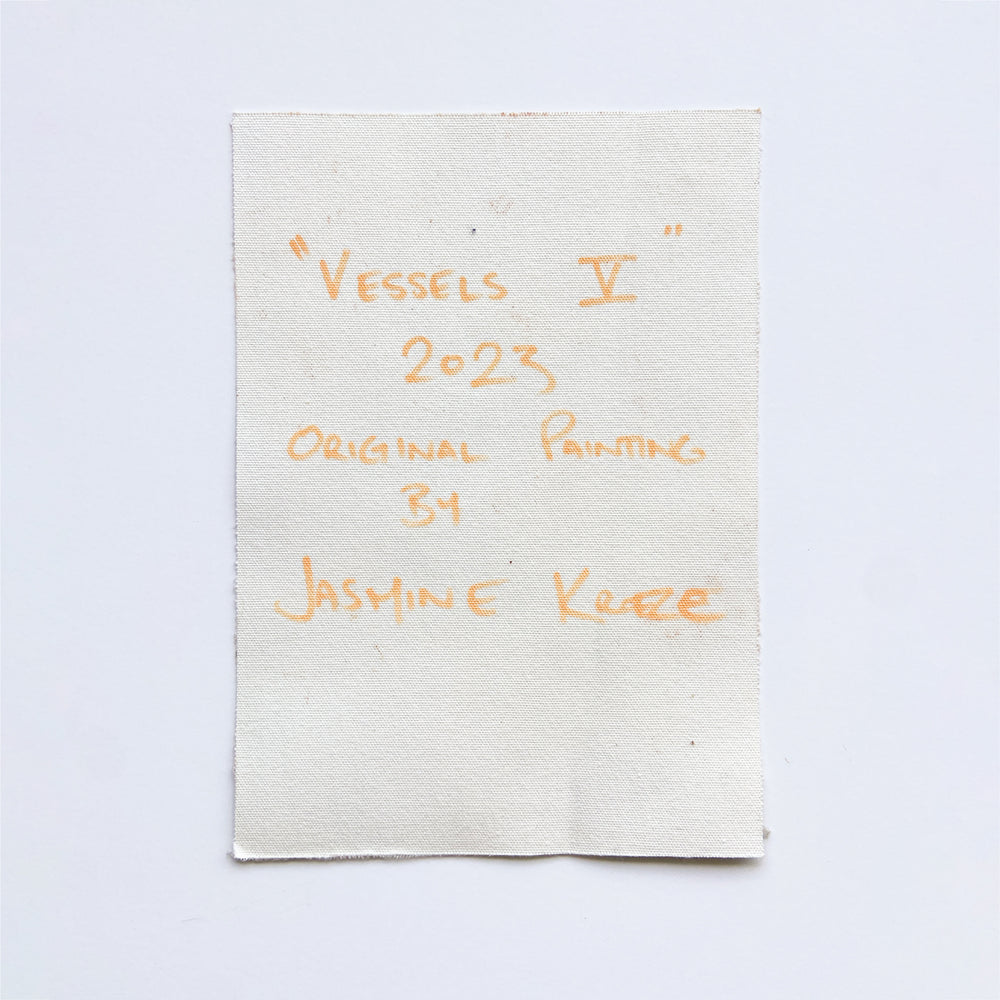 "VESSELS V"
2023
ORIGINAL PAINTING
BY
JASMINE